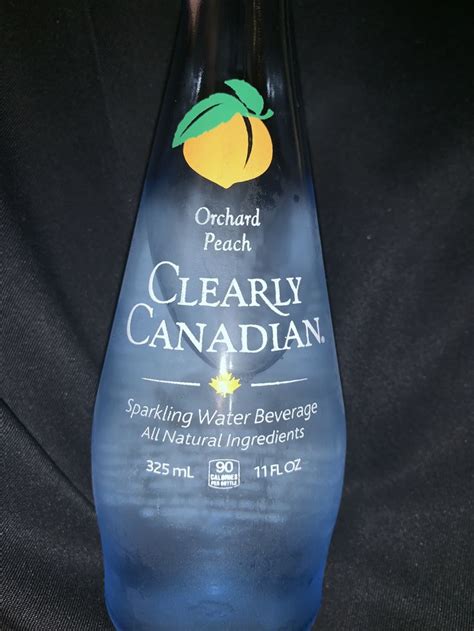 Orchard
Peach
CLEARLY
CANADIAN®
Sparkling Water Beverage
All Natural Ingredients
325 mL 90 11 FL OZ
CALORIES
PER BOTTLE